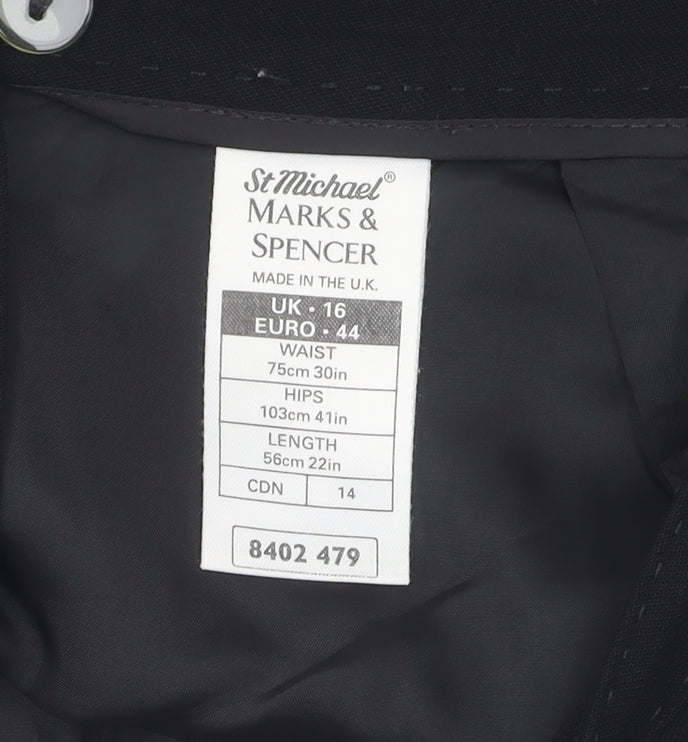 St Michael®
MARKS &
SPENCER
MADE IN THE U.K.
UK • 16
EURO • 44
WAIST
75cm 30in
HIPS
103cm 41in
LENGTH
56cm 22in
CDN 14
8402 479